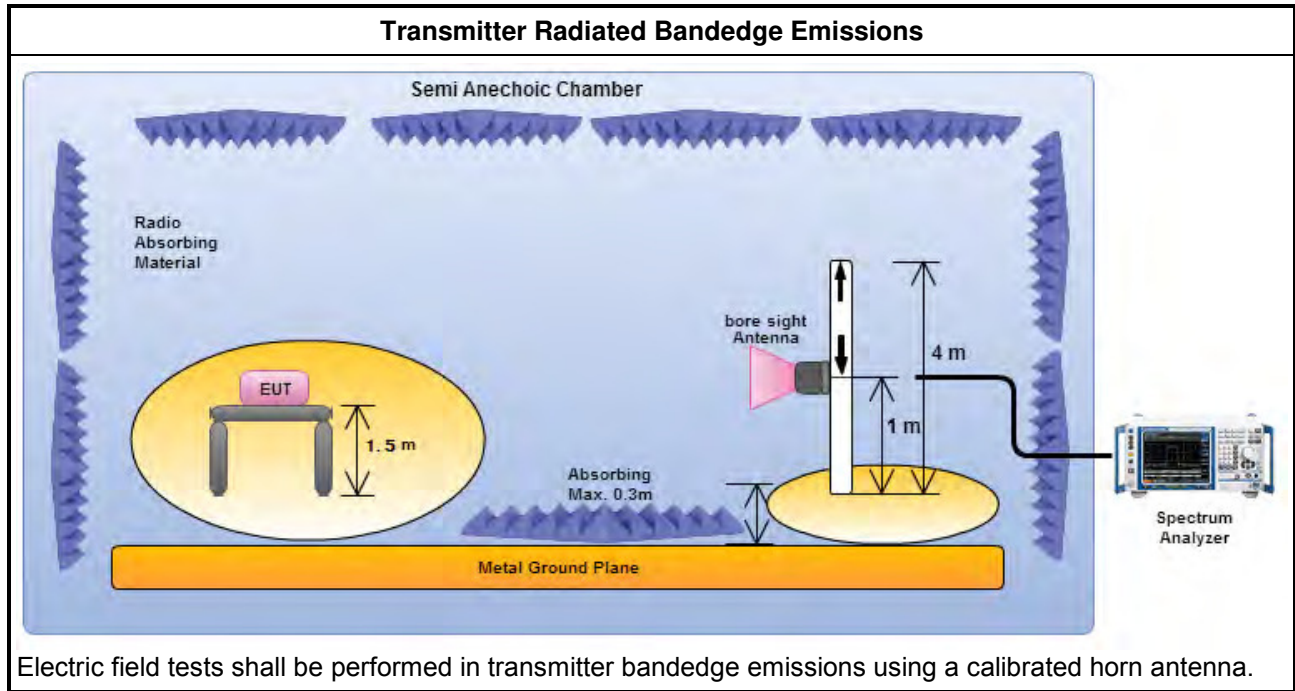 Transmitter Radiated Bandedge Emissions
Semi Anechoic Chamber
Radio
Absorbing
Material
bore sight
Antenna
4 m
EUT
1.5 m
1 m
Absorbing
Max. 0.3m
Spectrum
Analyzer
Metal Ground Plane
Electric field tests shall be performed in transmitter bandedge emissions using a calibrated horn antenna.